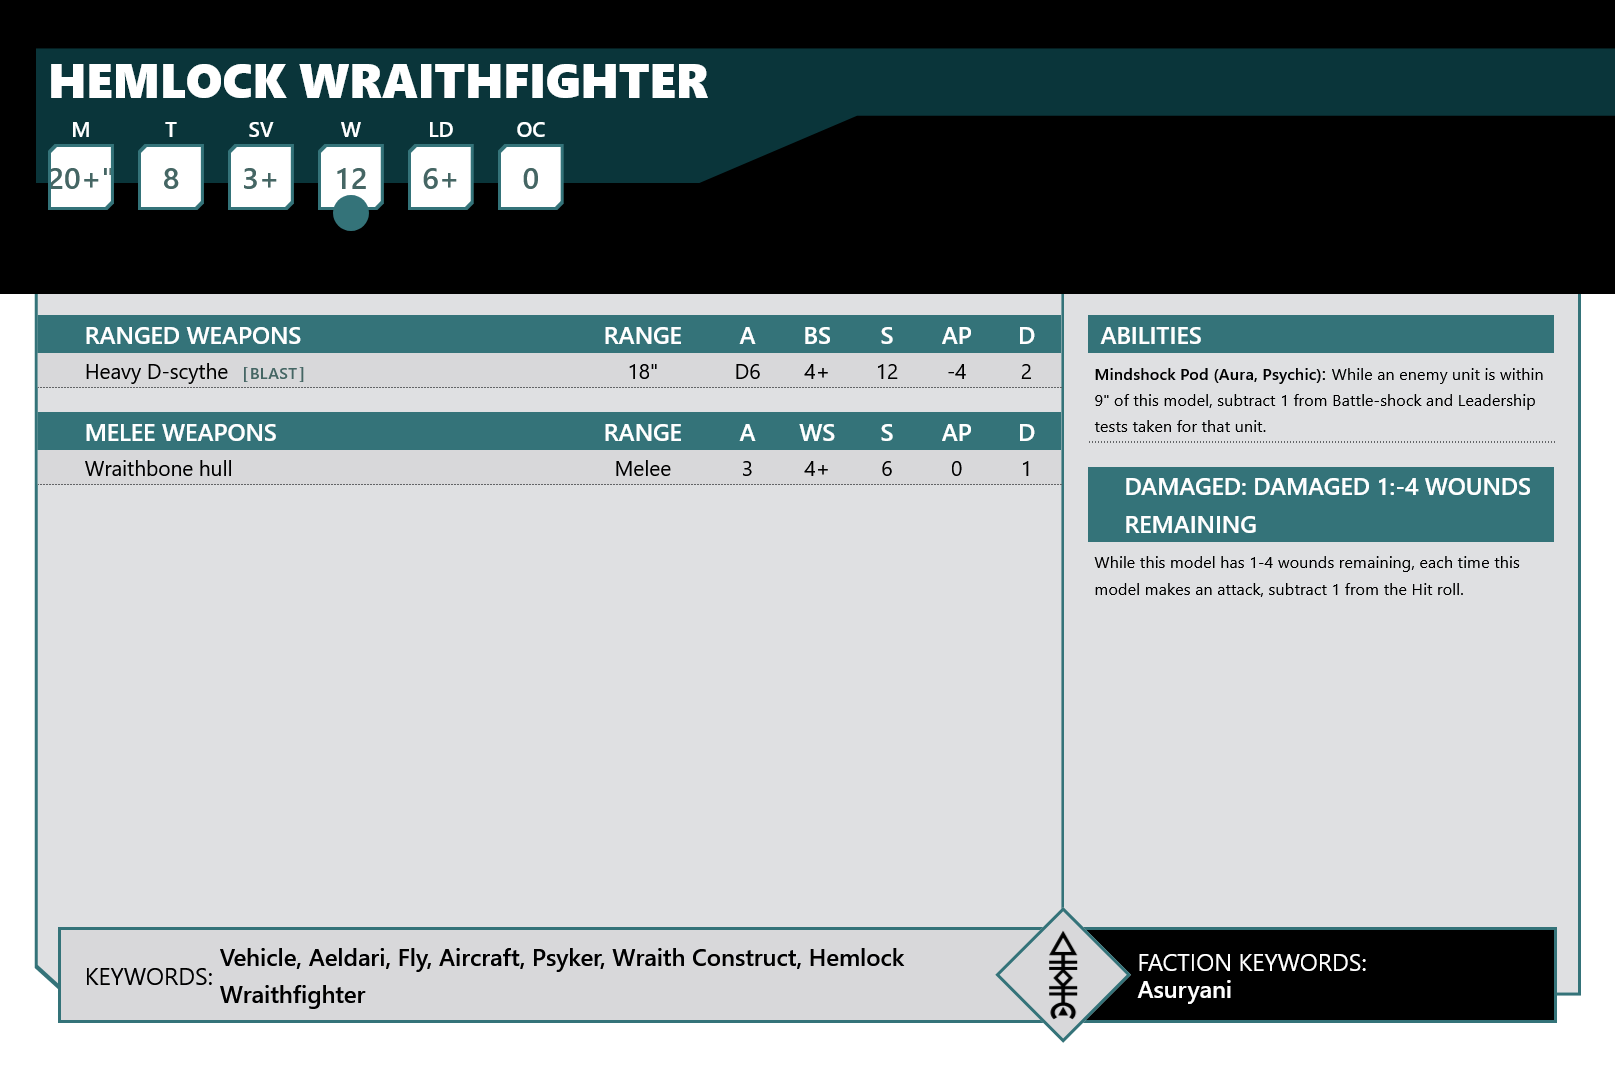 HEMLOCK WRAITHFIGHTER
M T SV W LD OC
20+" 8 3+ 12 6+ 0
RANGED WEAPONS RANGE A BS S AP D
Heavy D-scythe [BLAST] 18" D6 4+ 12 -4 2
MELEE WEAPONS RANGE A WS S AP D
Wraithbone hull Melee 3 4+ 6 0 1
ABILITIES
Mindshock Pod (Aura, Psychic): While an enemy unit is within
9" of this model, subtract 1 from Battle-shock and Leadership
tests taken for that unit.
DAMAGED: DAMAGED 1:-4 WOUNDS
REMAINING
While this model has 1-4 wounds remaining, each time this
model makes an attack, subtract 1 from the Hit roll.
KEYWORDS: Vehicle, Aeldari, Fly, Aircraft, Psyker, Wraith Construct, Hemlock
Wraithfighter
FACTION KEYWORDS:
Asuryani